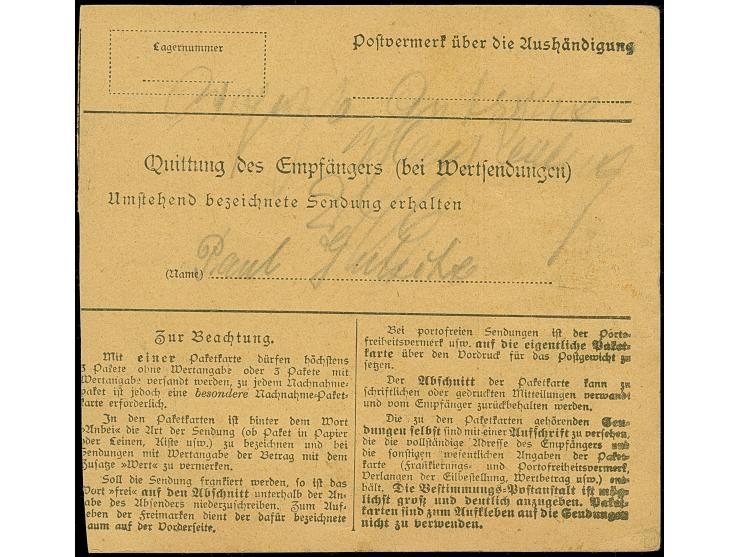 Lagernummer
Postvermerk über die Aushändigung
Quittung des Empfängers (bei Wertsendungen)
Umstehend bezeichnete Sendung erhalten
(Name) Paul
Zur Beachtung.
Mit einer Paketkarte dürfen höchstens
3 Pakete ohne Wertangabe oder 3 Pakete mit
Wertangabe versandt werden, zu jedem Nachnahme-
paket ist jedoch eine besondere Nachnahme-Paket-
karte erforderlich.
In den Paketkarten ist hinter dem Wort
»Anbei« die Art der Sendung (ob Paket in Papier
oder Leinen, Kiste usw.) zu bezeichnen und bei
Sendungen mit Wertangabe der Betrag mit dem
Zusatze »Wert« zu vermerken.
Soll die Sendung frankiert werden, so ist das
Wort »frei« auf den Abschnitt unterhalb der An-
gabe des Absenders niederzuschreiben. Zum Auf-
kleben der Freimarken dient der dafür bezeichnete
Raum auf der Vorderseite.
Bei portofreien Sendungen ist der Porto-
freiheitsvermerk usw. auf die eigentliche Paket-
karte über den Vordruck für das Postgewicht zu
setzen.
Der Abschnitt der Paketkarte kann zu
schriftlichen oder gedruckten Mitteilungen verwandt
und vom Empfänger zurückbehalten werden.
Die zu den Paketkarten gehörenden Sen-
dungen selbst sind mit einer Aufschrift zu versehen,
die die vollständige Adresse des Empfängers und
die sonstigen wesentlichen Angaben der Paket-
karte (Frankierungs- und Portofreiheitsvermerk,
Verlangen der Eilbestellung, Wertbetrag usw.) ent-
hält. Die Bestimmungs-Postanstalt ist mög-
lichst groß und deutlich anzugeben. Paket-
karten sind zum Aufkleben auf die Sendungen
nicht zu verwenden.